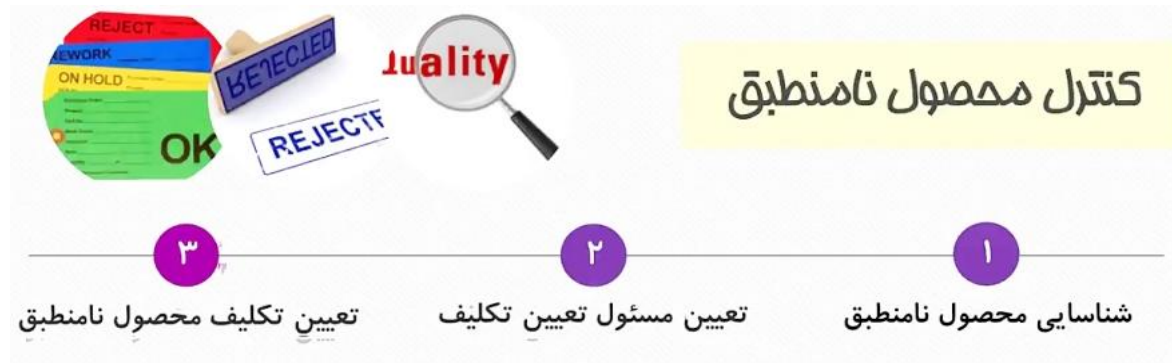 کنترل محصول نامنطبق
REJECT
REWORK
ON HOLD
OK
REJECTED
REJECTE
uality
۱
شناسایی محصول نامنطبق
۲
تعیین مسئول تعیین تکلیف
۳
تعیین تکلیف محصول نامنطبق